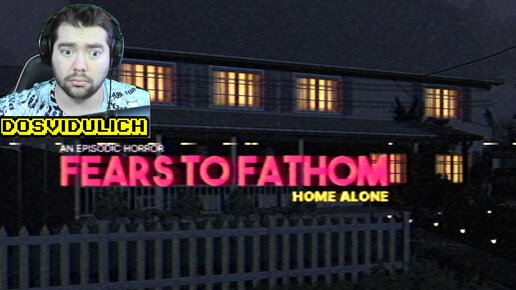 DOSVIDULICH
AN EPISODIC HORROR
FEARS TO FATHOM
HOME ALONE